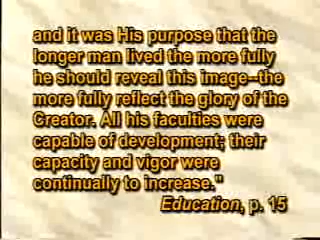 and it was His purpose that the
longer man lived the more fully
he should reveal this image--the
more fully reflect the glory of the
Creator. All his faculties were
capable of development; their
capacity and vigor were
continually to increase."
Education, p. 15